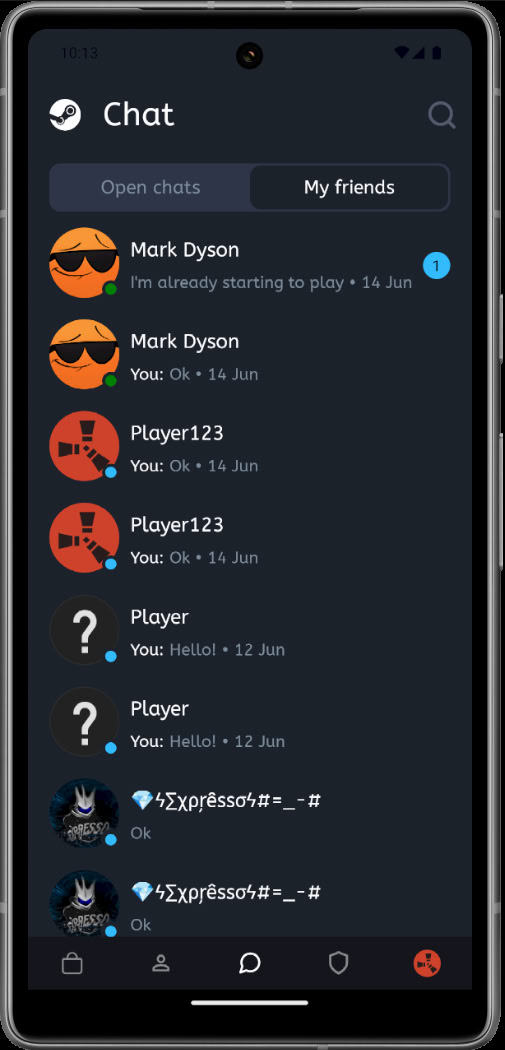 10:13
Chat
Open chats
My friends
Mark Dyson
I'm already starting to play • 14 Jun
1
Mark Dyson
You: Ok • 14 Jun
Player123
You: Ok • 14 Jun
Player123
You: Ok • 14 Jun
?
Player
You: Hello! • 12 Jun
?
Player
You: Hello! • 12 Jun
💎ϟ∑χρŗêssσϟ#=_-#
Ok
💎ϟ∑χρŗêssσϟ#=_-#
Ok